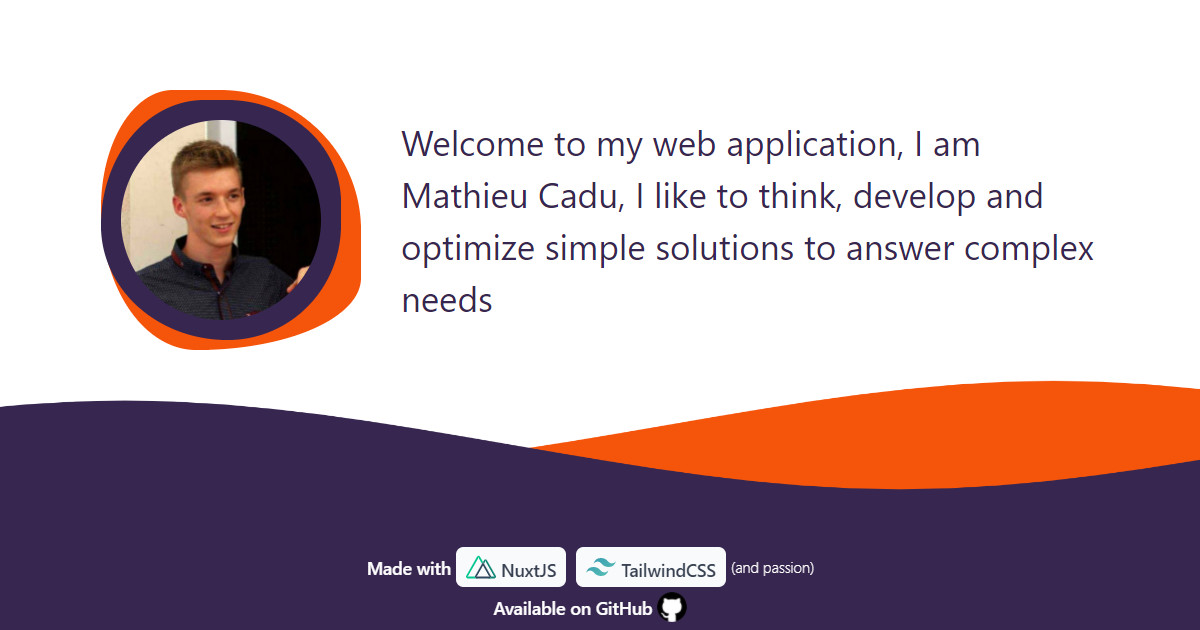 Welcome to my web application, I am
Mathieu Cadu, I like to think, develop and
optimize simple solutions to answer complex
needs
Made with NuxtJS TailwindCSS (and passion)
Available on GitHub